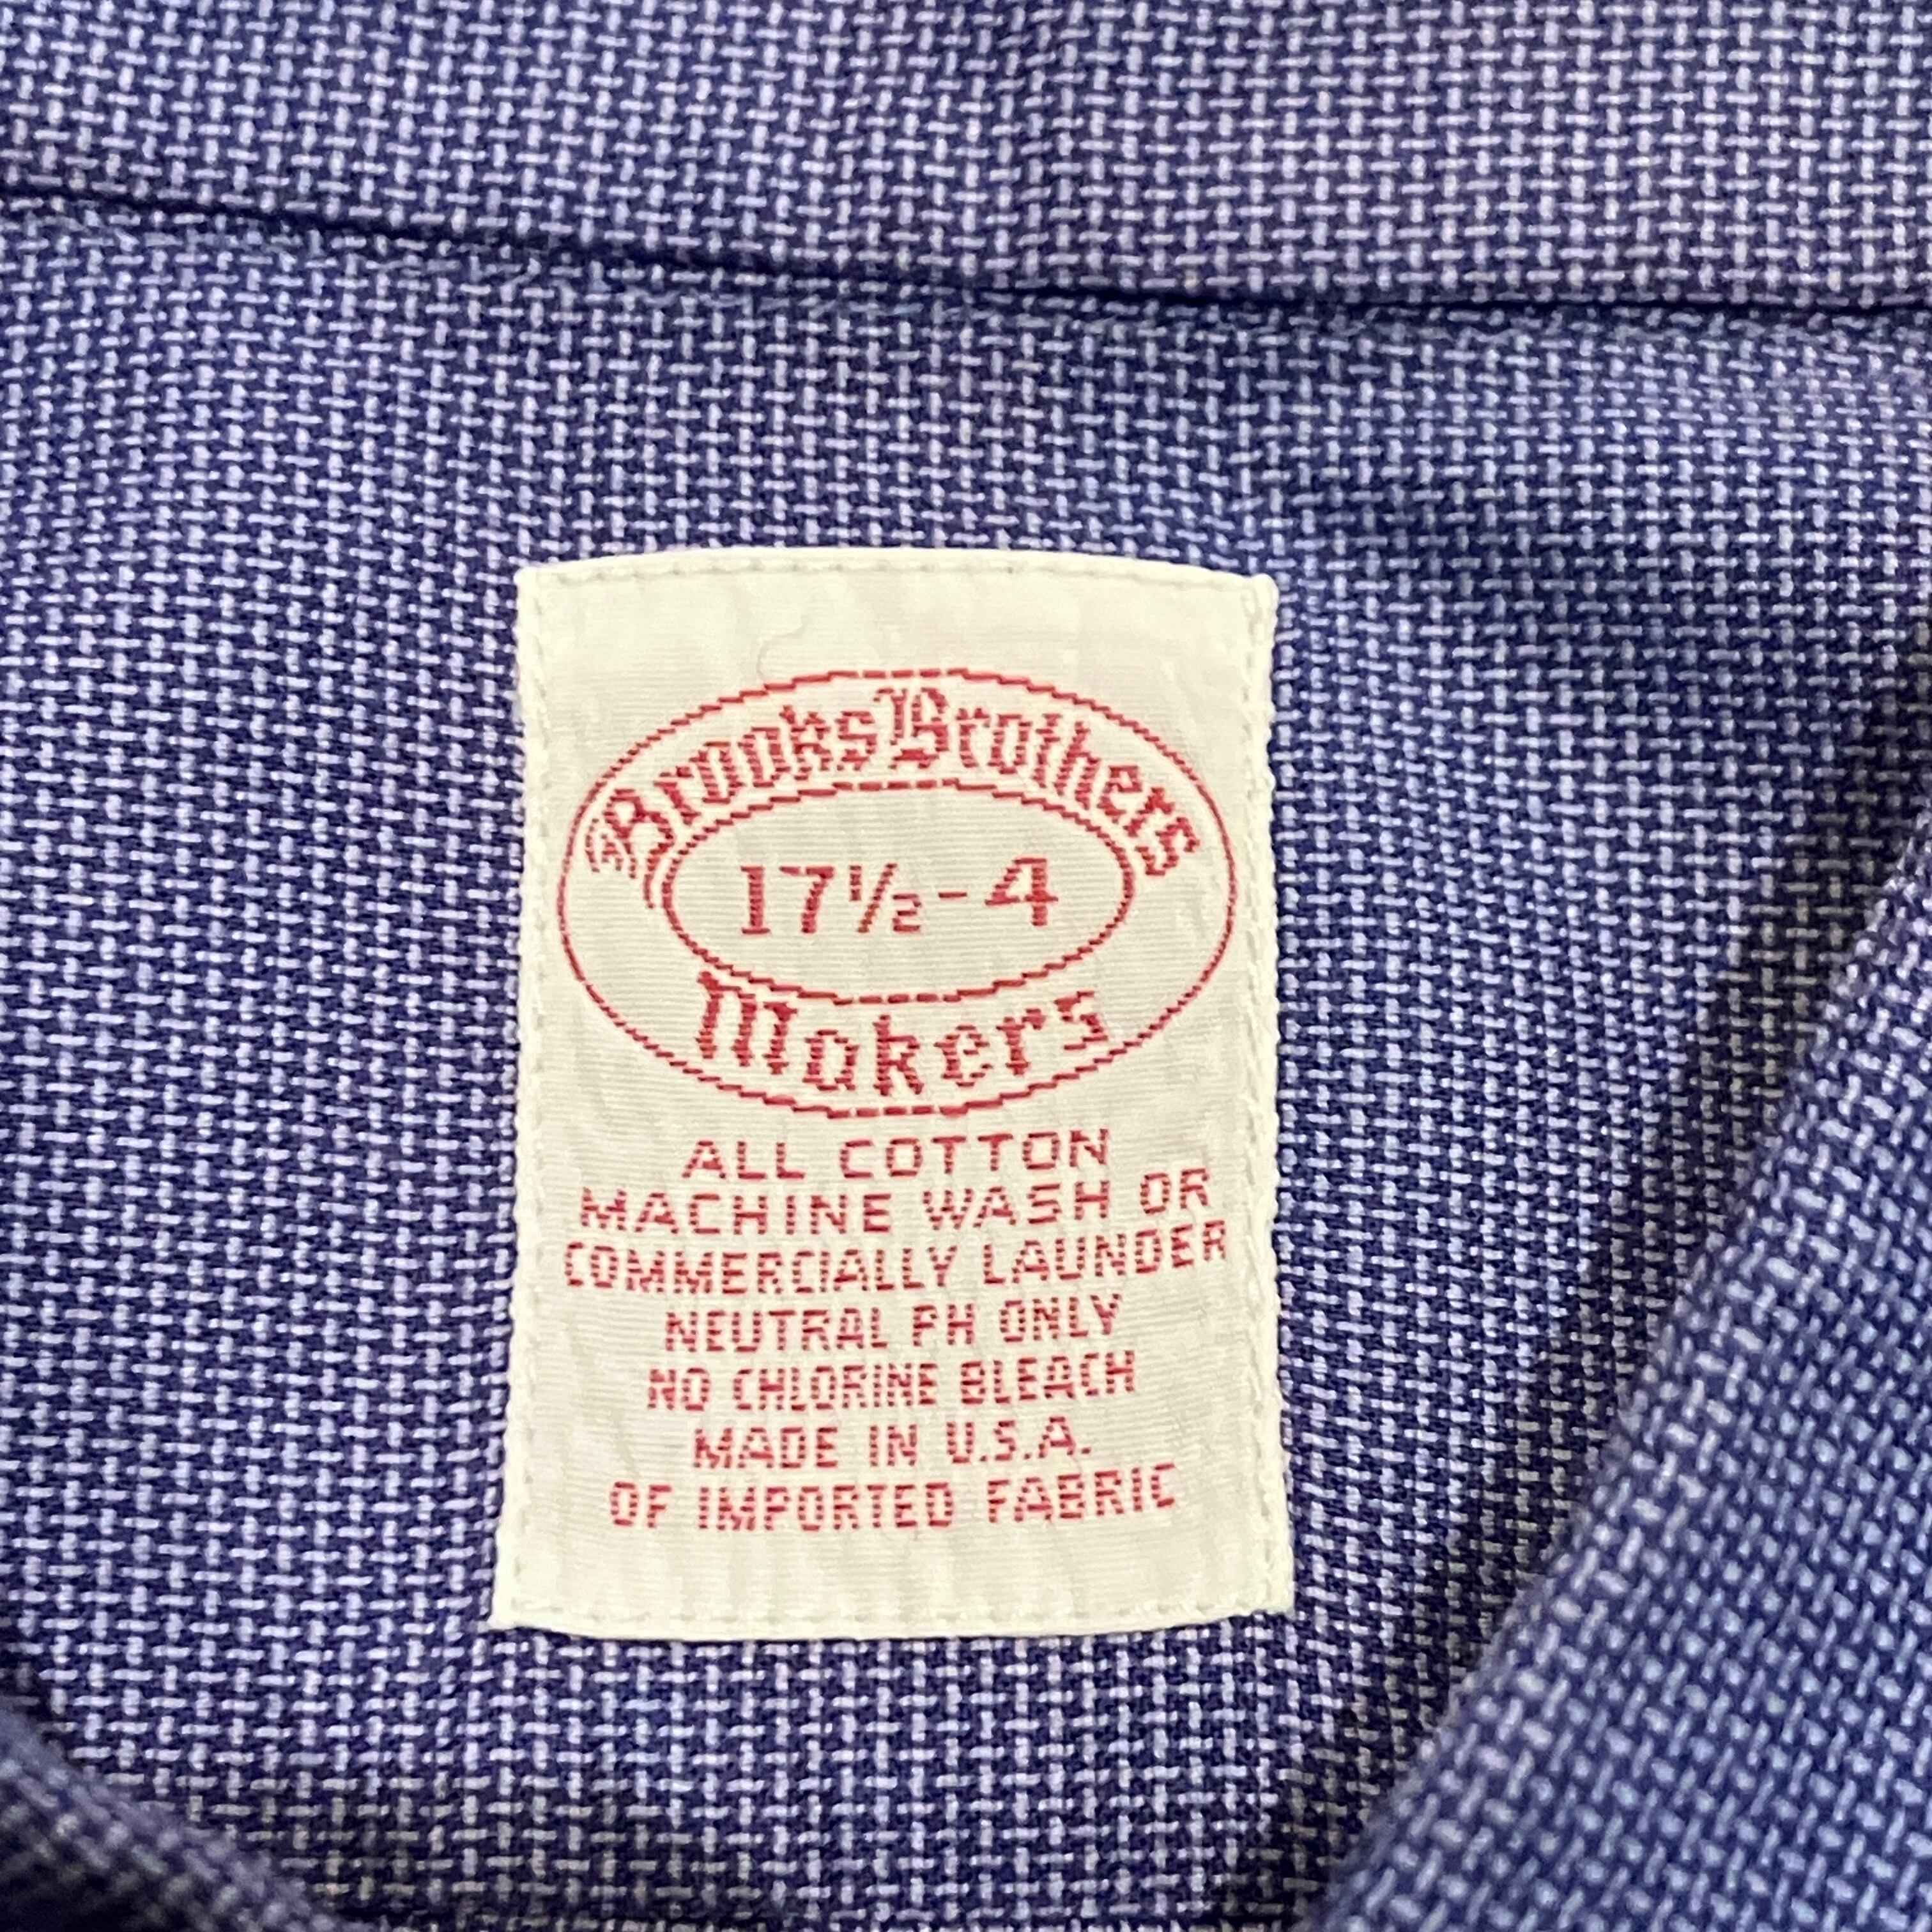 Brooks Brothers
17½-4
Makers
ALL COTTON
MACHINE WASH OR
COMMERCIALLY LAUNDER
NEUTRAL PH ONLY
NO CHLORINE BLEACH
MADE IN U.S.A.
OF IMPORTED FABRIC